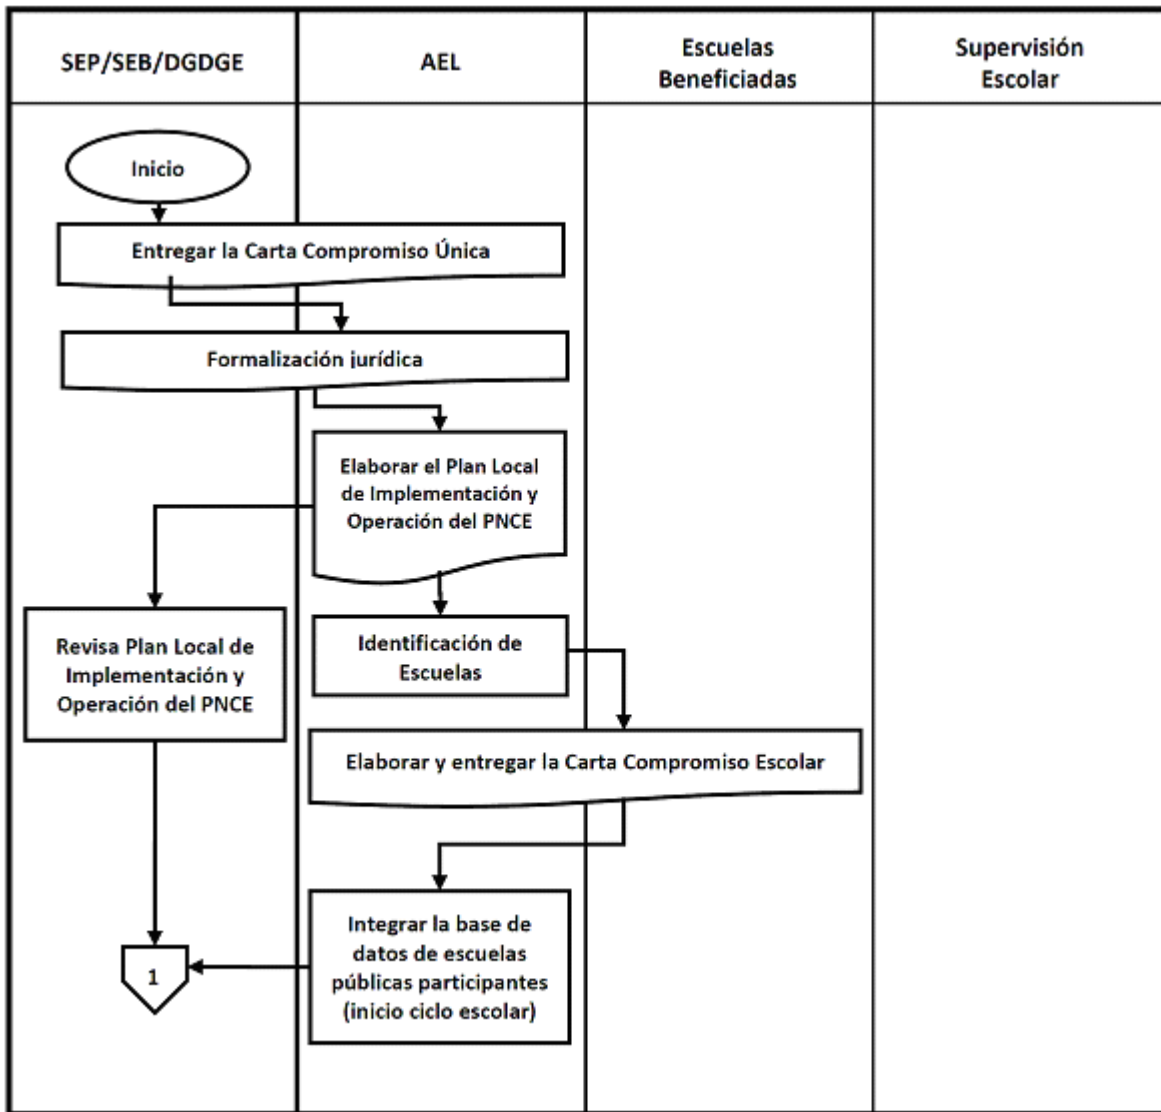 SEP/SEB/DGDGE
AEL
Escuelas
Beneficiadas
Supervisión
Escolar
Inicio
Entregar la Carta Compromiso Única
Formalización jurídica
Elaborar el Plan Local
de Implementación y
Operación del PNCE
Revisa Plan Local de
Implementación y
Operación del PNCE
Identificación de
Escuelas
Elaborar y entregar la Carta Compromiso Escolar
Integrar la base de
datos de escuelas
públicas participantes
(inicio ciclo escolar)
1